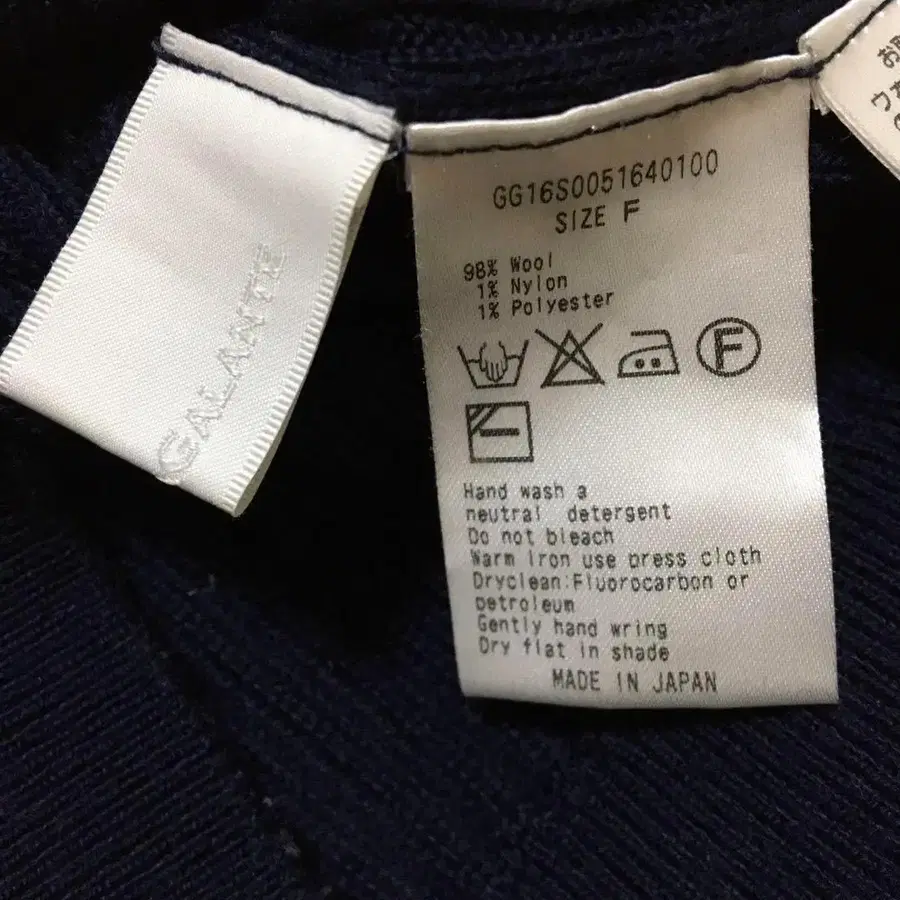 GALANTE
GG16S0051640100
SIZE F
98% Wool
1% Nylon
1% Polyester
F
Hand wash a
neutral detergent
Do not bleach
Warm Iron use press cloth
Dryclean:Fluorocarbon or
petroleum
Gently hand wring
Dry flat in shade
MADE IN JAPAN